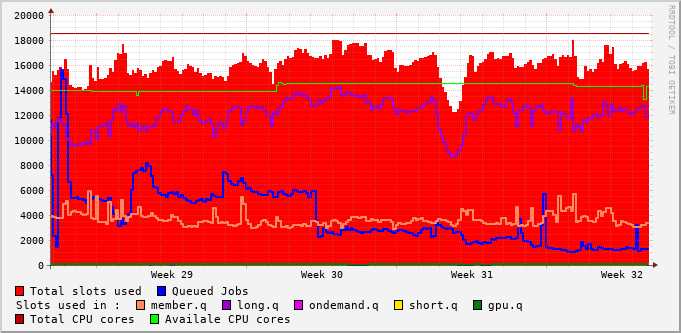 20000
18000
16000
14000
12000
10000
8000
6000
4000
2000
0
Week 29 Week 30 Week 31 Week 32
Total slots used Queued Jobs
Slots used in : member.q long.q ondemand.q short.q gpu.q
Total CPU cores Availale CPU cores
RRDTOOL / TOBI OETIKER